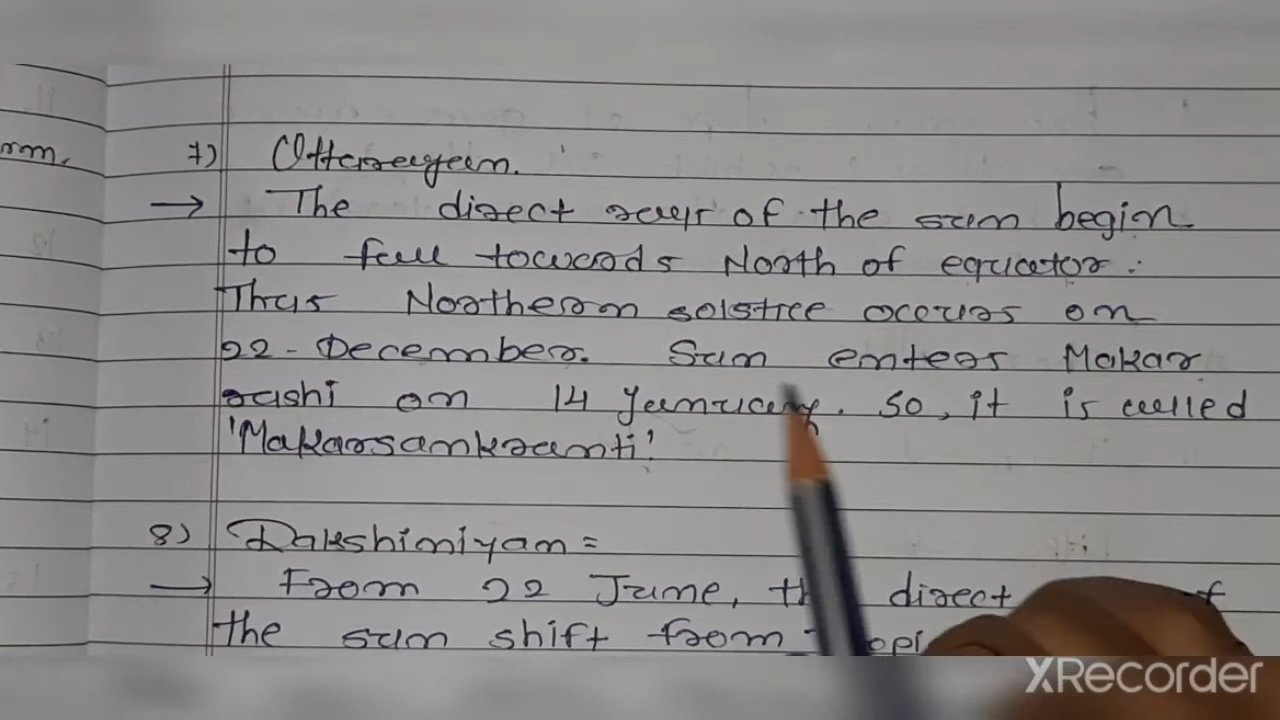 rm.
7) Uttarayan.
→ The direct rays of the sun begin
to fall towards North of equator.
Thus Northern solstice occurs on
22-December. Sun enters Makar
rashi on 14 January. So, it is called
'Makarsankranti'
8) Dakshiniyan =
→ From 22 June, the direct of
the sun shift from
XRecorder